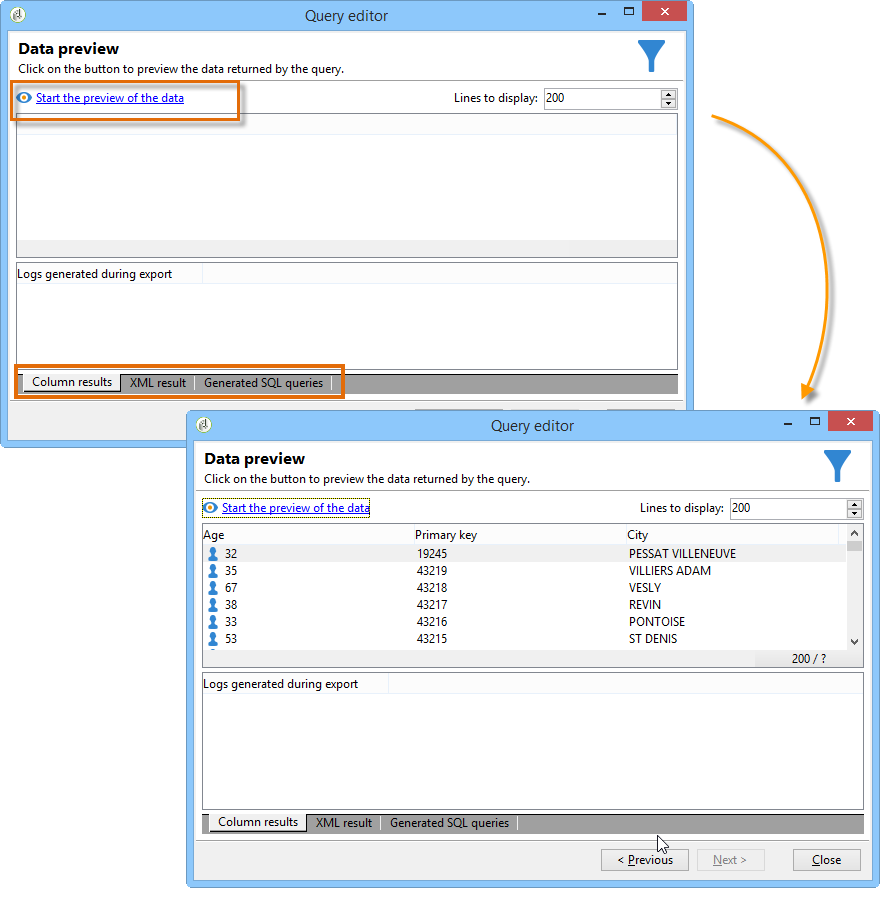 Query editor
Data preview
Click on the button to preview the data returned by the query.
Start the preview of the data Lines to display: 200
Logs generated during export
Column results XML result Generated SQL queries
Query editor
Data preview
Click on the button to preview the data returned by the query.
Start the preview of the data Lines to display: 200
Age Primary key City
32 19245 PESSAT VILLENEUVE
35 43219 VILLIERS ADAM
67 43218 VESLY
38 43217 REVIN
33 43216 PONTOISE
53 43215 ST DENIS
200 / ?
Logs generated during export
Column results XML result Generated SQL queries
< Previous Next > Close